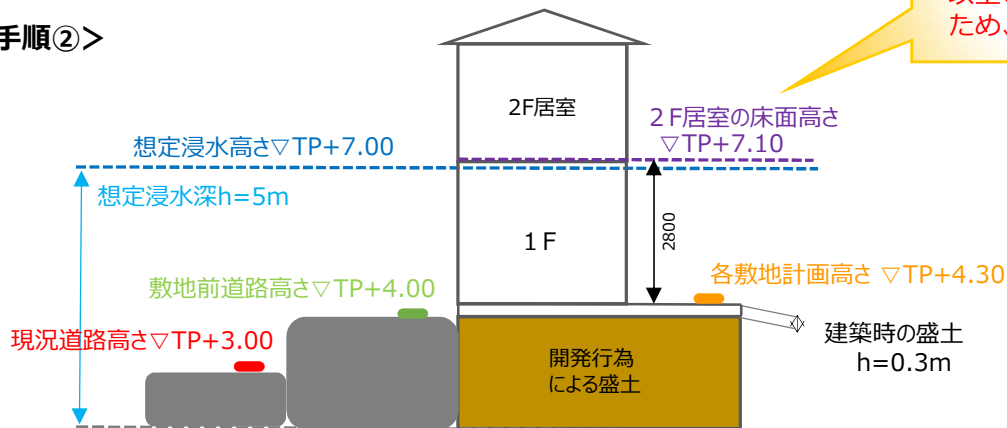 手順②>
ため、
2F居室
2F居室の床面高さ
▽TP+7.10
想定浸水高さ▽TP+7.00
想定浸水深h=5m
1F
2800
各敷地計画高さ ▽TP+4.30
敷地前道路高さ▽TP+4.00
現況道路高さ▽TP+3.00
建築時の盛土
h=0.3m
開発行為
による盛土